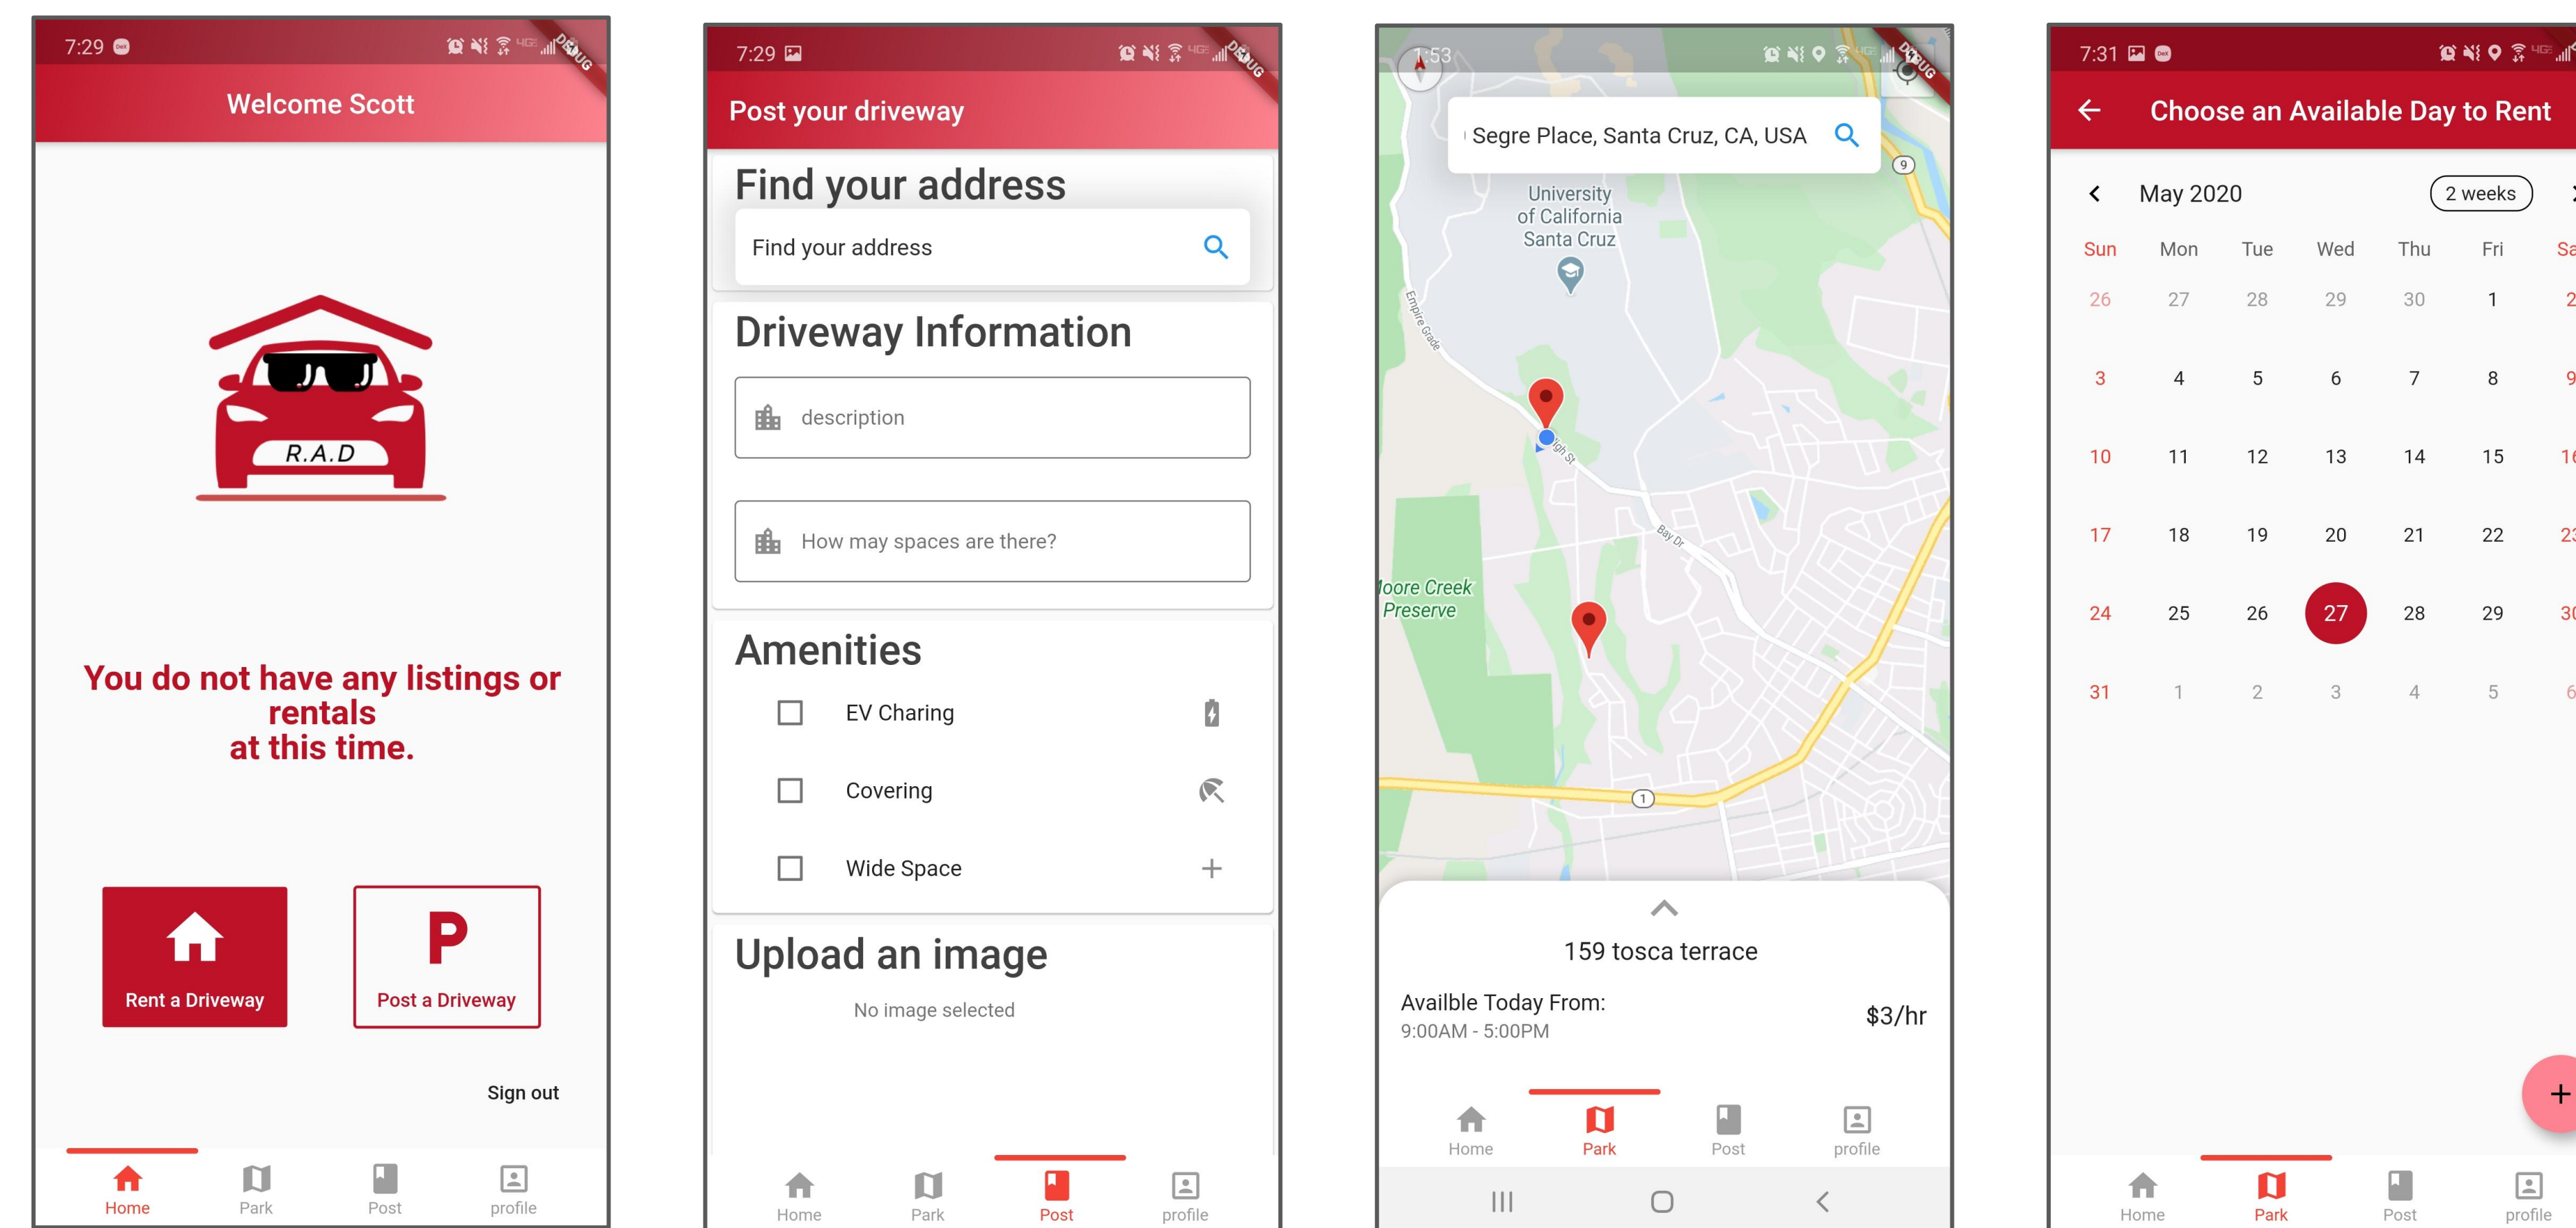 7:29
DEBUG
Welcome Scott
R.A.D
You do not have any listings or
rentals
at this time.
Rent a Driveway
Post a Driveway
Sign out
Home
Park
Post
profile
7:29
DEBUG
Post your driveway
Find your address
Find your address
Driveway Information
description
How may spaces are there?
Amenities
EV Charing
Covering
Wide Space
Upload an image
No image selected
Home
Park
Post
profile
1:53
DEBUG
Segre Place, Santa Cruz, CA, USA
9
University
of California
Santa Cruz
Empire Grade
High St
Bay Dr
Moore Creek
Preserve
1
159 tosca terrace
Availble Today From:
9:00AM - 5:00PM
$3/hr
Home
Park
Post
profile
7:31
Choose an Available Day to Rent
May 2020
2 weeks
Sun Mon Tue Wed Thu Fri
26 27 28 29 30 1
3 4 5 6 7 8
10 11 12 13 14 15
17 18 19 20 21 22
24 25 26 27 28 29
31 1 2 3 4 5
Home
Park
Post
profile